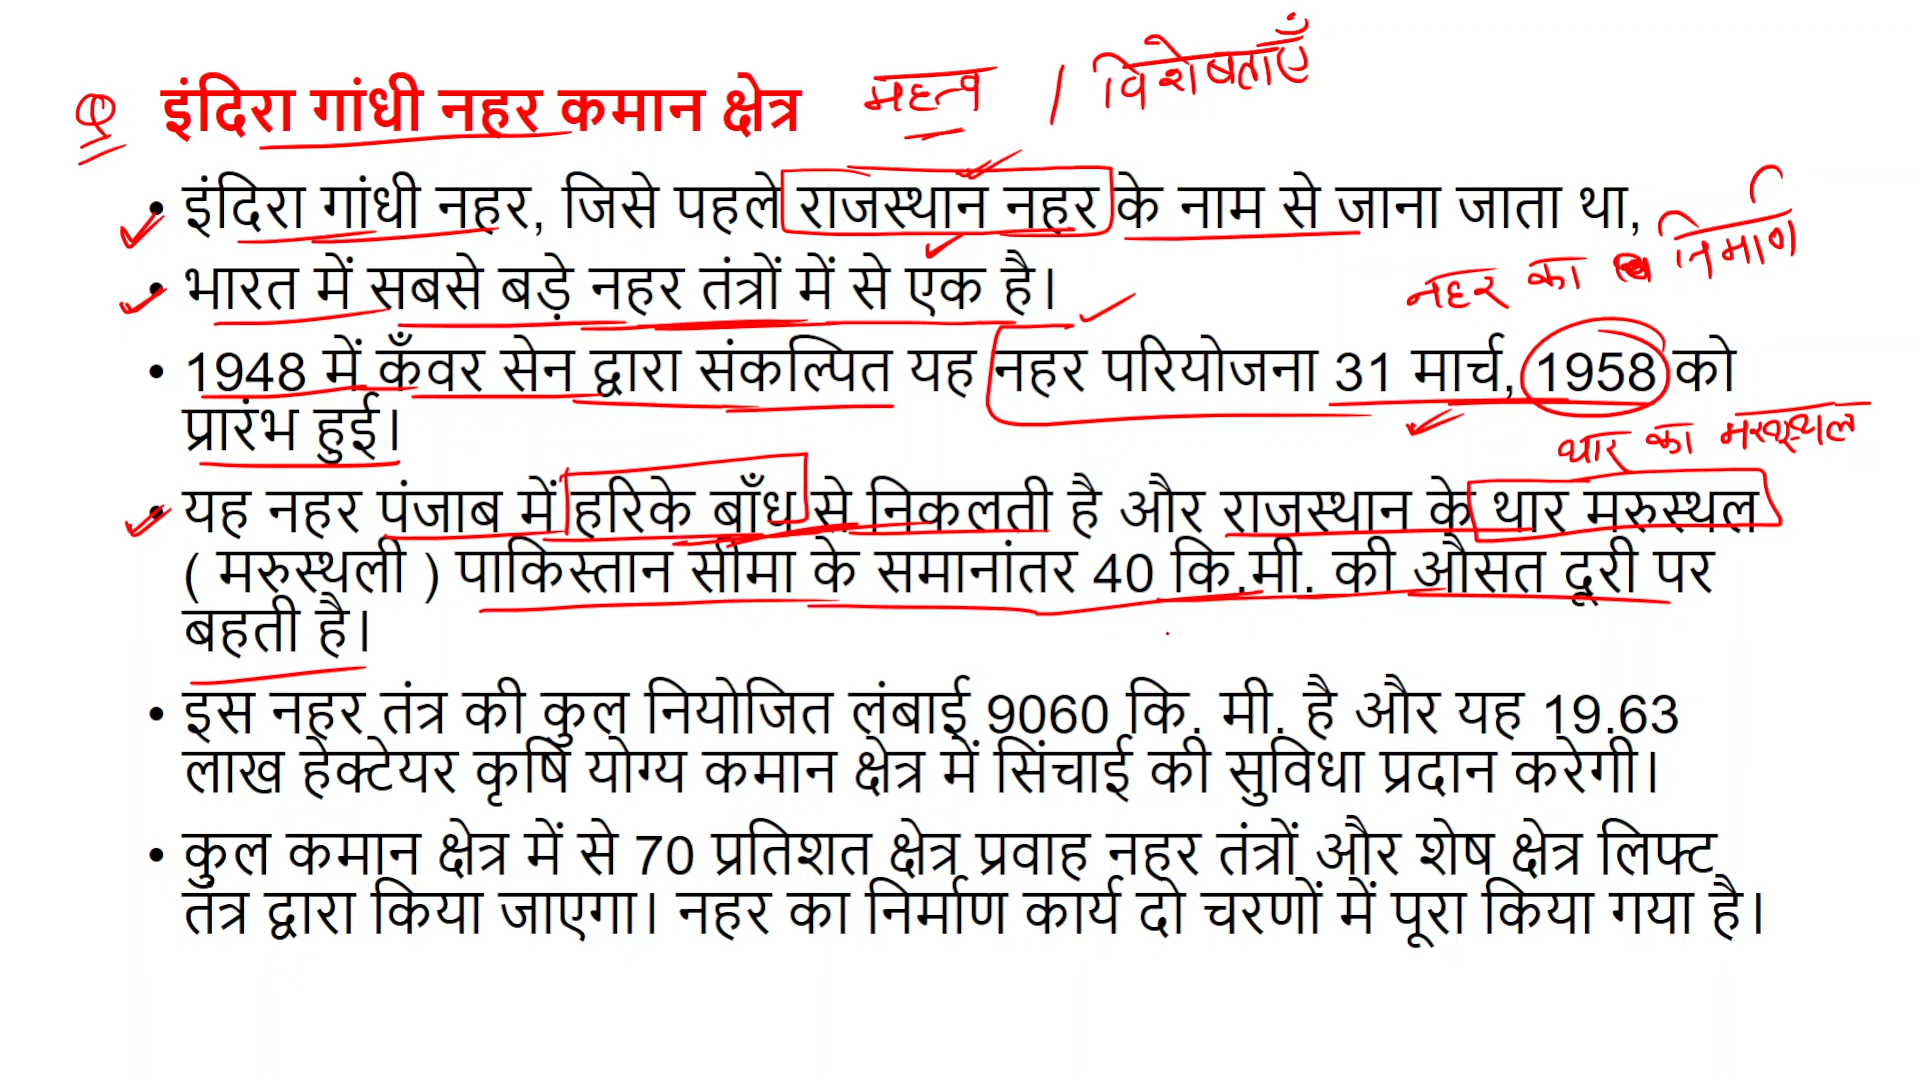 Q इंदिरा गांधी नहर कमान क्षेत्र महत्व / विशेषताएँ
• इंदिरा गांधी नहर, जिसे पहले राजस्थान नहर के नाम से जाना जाता था,
नहर का निर्माण
• भारत में सबसे बड़े नहर तंत्रों में से एक है।
• 1948 में कँवर सेन द्वारा संकल्पित यह नहर परियोजना 31 मार्च, 1958 को
प्रारंभ हुई।
थार का मरुस्थल
• यह नहर पंजाब में हरिके बाँध से निकलती है और राजस्थान के थार मरुस्थल
( मरुस्थली ) पाकिस्तान सीमा के समानांतर 40 कि.मी. की औसत दूरी पर
बहती है।
• इस नहर तंत्र की कुल नियोजित लंबाई 9060 कि. मी. है और यह 19.63
लाख हेक्टेयर कृषि योग्य कमान क्षेत्र में सिंचाई की सुविधा प्रदान करेगी।
• कुल कमान क्षेत्र में से 70 प्रतिशत क्षेत्र प्रवाह नहर तंत्रों और शेष क्षेत्र लिफ्ट
तंत्र द्वारा किया जाएगा। नहर का निर्माण कार्य दो चरणों में पूरा किया गया है।